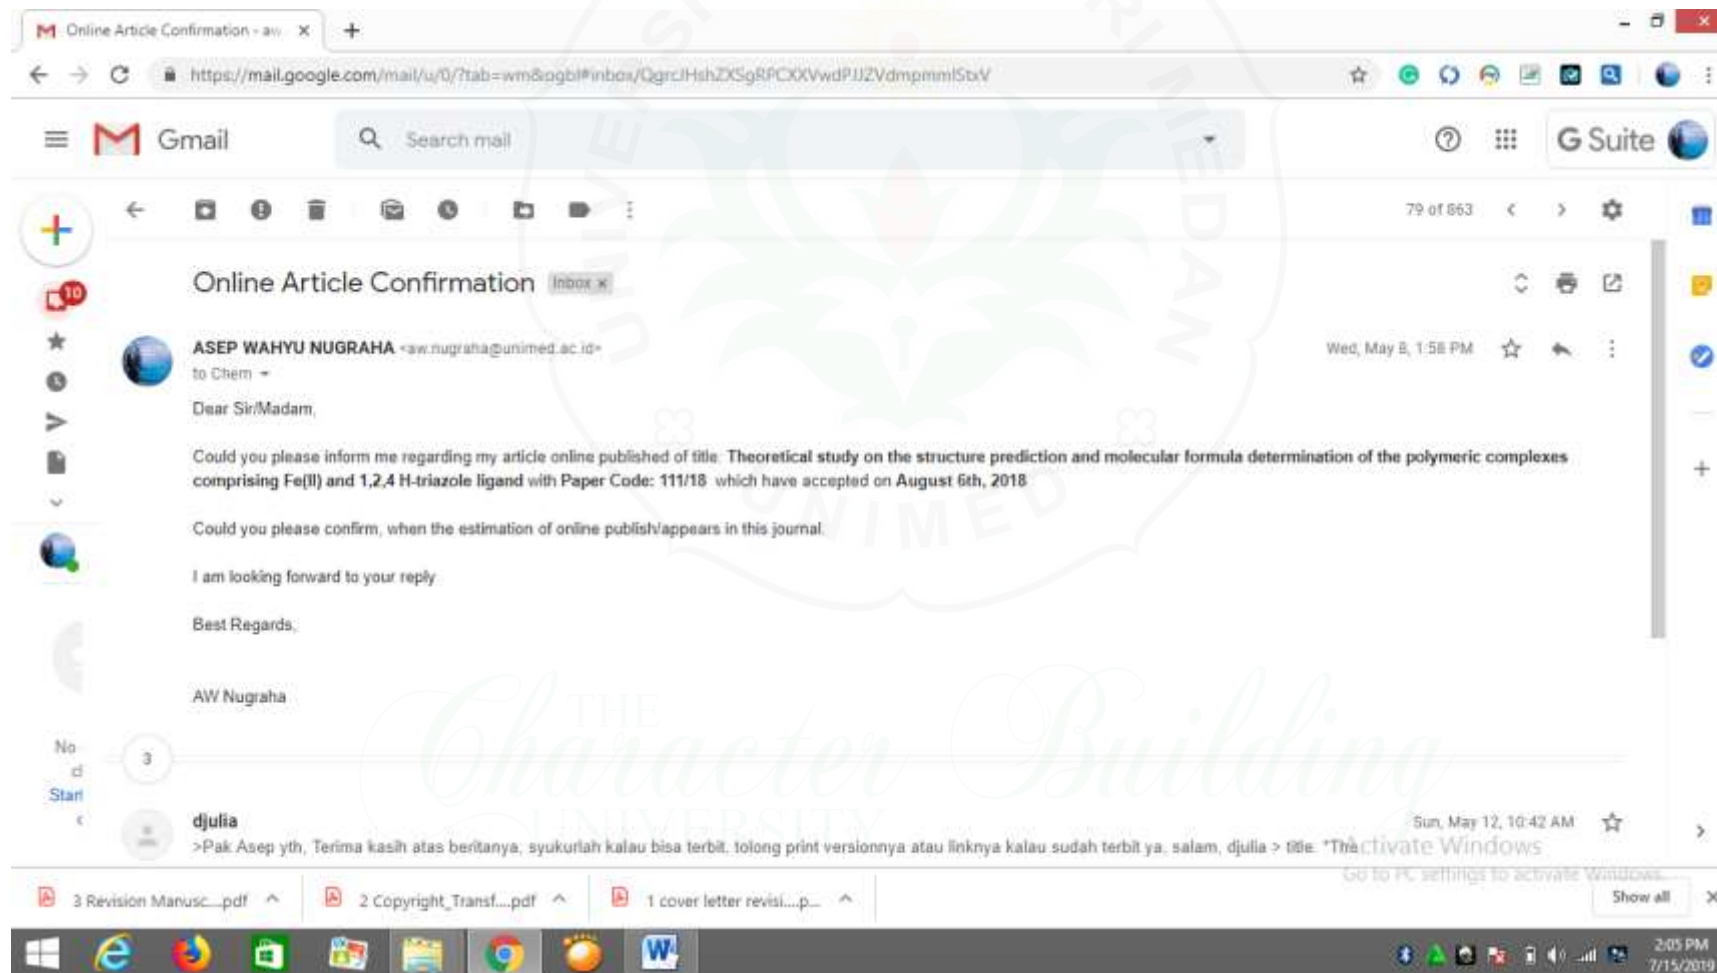 Online Article Confirmation - aw
https://mail.google.com/mail/u/0/?tab=wm&ogbl#inbox/
Gmail
Search mail
G Suite
79 of 863
10
Online Article Confirmation Inbox x
ASEP WAHYU NUGRAHA <aw.nugraha@unimed.ac.id>
Wed, May 8, 1:58 PM
to Chem
Dear Sir/Madam,
Could you please inform me regarding my article online published of title: Theoretical study on the structure prediction and molecular formula determination of the polymeric complexes
comprising Fe(II) and 1,2,4 H-triazole ligand with Paper Code: 111/18 which have accepted on August 6th, 2018
Could you please confirm, when the estimation of online publish/appears in this journal.
I am looking forward to your reply
Best Regards,
AW Nugraha
No
Start
3
djulia
Sun, May 12, 10:42 AM
>Pak Asep yth, Terima kasih atas beritanya, syukurlah kalau bisa terbit. tolong print versionnya atau linknya kalau sudah terbit ya. salam, djulia > title: "The
Activate Windows
Go to PC settings to activate Windows.
3 Revision Manusc....pdf
2 Copyright_Transf....pdf
1 cover letter revisi....p...
Show all
2:05 PM
7/15/2019
UNIMED
THE
Character Building
UNIVERSITY